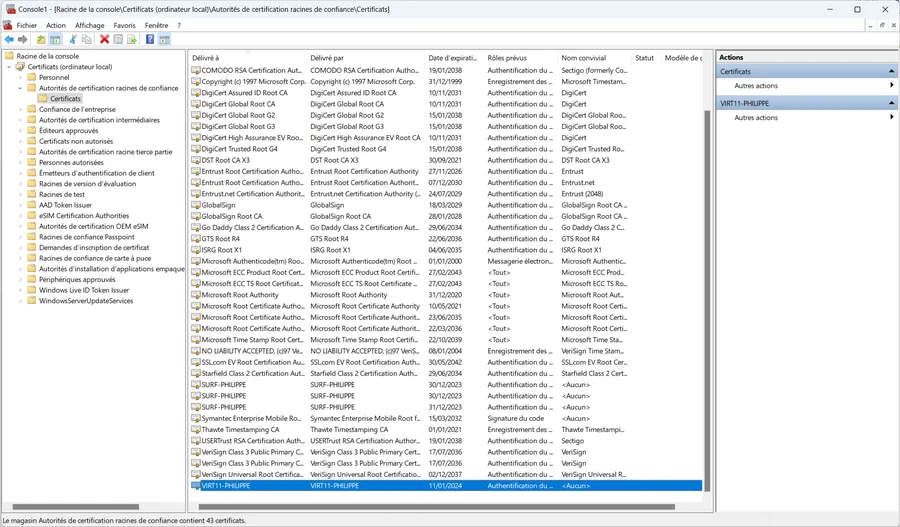 Console1 - [Racine de la console\Certificats (ordinateur local)\Autorités de certification racines de confiance\Certificats]
Fichier Action Affichage Favoris Fenêtre ?
Racine de la console
Certificats (ordinateur local)
Personnel
Autorités de certification racines de confiance
Certificats
Confiance de l'entreprise
Autorités de certification intermédiaires
Éditeurs approuvés
Certificats non autorisés
Autorités de certification racine tierce partie
Personnes autorisées
Émetteurs d'authentification de client
Racines de version d'évaluation
Racines de test
AAD Token Issuer
eSIM Certification Authorities
Autorités de certification OEM eSIM
Racines de confiance Passpoint
Demandes d'inscription de certificat
Racines de confiance de carte à puce
Autorités d'installation d'applications empaque
Périphériques approuvés
Windows Live ID Token Issuer
WindowsServerUpdateServices
Délivré à Délivré par Date d'expirati... Rôles prévus Nom convivial Statut Modèle de c
COMODO RSA Certification Aut... COMODO RSA Certification Autho... 19/01/2038 Authentification du ... Sectigo (formerly Co...
Copyright (c) 1997 Microsoft C... Copyright (c) 1997 Microsoft Corp. 31/12/1999 Enregistrement des ... Microsoft Timestam...
DigiCert Assured ID Root CA DigiCert Assured ID Root CA 10/11/2031 Authentification du ... DigiCert
DigiCert Global Root CA DigiCert Global Root CA 10/11/2031 Authentification du ... DigiCert
DigiCert Global Root G2 DigiCert Global Root G2 15/01/2038 Authentification du ... DigiCert Global Roo...
DigiCert Global Root G3 DigiCert Global Root G3 15/01/2038 Authentification du ... DigiCert Global Roo...
DigiCert High Assurance EV Roo... DigiCert High Assurance EV Root CA 10/11/2031 Authentification du ... DigiCert
DigiCert Trusted Root G4 DigiCert Trusted Root G4 15/01/2038 Authentification du ... DigiCert Trusted Ro...
DST Root CA X3 DST Root CA X3 30/09/2021 Authentification du ... DST Root CA X3
Entrust Root Certification Autho... Entrust Root Certification Authority 27/11/2026 Authentification du ... Entrust
Entrust Root Certification Autho... Entrust Root Certification Authori... 07/12/2030 Authentification du ... Entrust.net
Entrust.net Certification Authorit... Entrust.net Certification Authority (... 24/07/2029 Authentification du ... Entrust (2048)
GlobalSign GlobalSign 18/03/2029 Authentification du ... GlobalSign Root CA ...
GlobalSign Root CA GlobalSign Root CA 28/01/2028 Authentification du ... GlobalSign Root CA ...
Go Daddy Class 2 Certification A... Go Daddy Class 2 Certification Aut... 29/06/2034 Authentification du ... Go Daddy Class 2 C...
GTS Root R4 GTS Root R4 22/06/2036 Authentification du ... GTS Root R4
ISRG Root X1 ISRG Root X1 04/06/2035 Authentification du ... ISRG Root X1
Microsoft Authenticode(tm) Roo... Microsoft Authenticode(tm) Root ... 01/01/2000 Messagerie électron... Microsoft Authentic...
Microsoft ECC Product Root Cert... Microsoft ECC Product Root Certifi... 27/02/2043 <Tout> Microsoft ECC Prod...
Microsoft ECC TS Root Certificat... Microsoft ECC TS Root Certificate ... 27/02/2043 <Tout> Microsoft ECC TS Ro...
Microsoft Root Authority Microsoft Root Authority 31/12/2020 <Tout> Microsoft Root Aut...
Microsoft Root Certificate Autho... Microsoft Root Certificate Authority 10/05/2021 <Tout> Microsoft Root Certi...
Microsoft Root Certificate Autho... Microsoft Root Certificate Authori... 23/06/2035 <Tout> Microsoft Root Certi...
Microsoft Root Certificate Autho... Microsoft Root Certificate Authori... 22/03/2036 <Tout> Microsoft Root Certi...
Microsoft Time Stamp Root Cert... Microsoft Time Stamp Root Certific... 22/10/2039 <Tout> Microsoft Time Sta...
NO LIABILITY ACCEPTED, (c)97 Ve... NO LIABILITY ACCEPTED, (c)97 VeriS... 08/01/2004 Enregistrement des ... VeriSign Time Stam...
SSL.com EV Root Certification Au... SSL.com EV Root Certification Auth... 30/05/2042 Authentification du ... SSL.com EV Root Cer...
Starfield Class 2 Certification Aut... Starfield Class 2 Certification Auth... 29/06/2034 Authentification du ... Starfield Class 2 Cert...
SURF-PHILIPPE SURF-PHILIPPE 30/12/2023 Authentification du ... <Aucun>
SURF-PHILIPPE SURF-PHILIPPE 30/12/2023 Authentification du ... <Aucun>
SURF-PHILIPPE SURF-PHILIPPE 31/12/2023 Authentification du ... <Aucun>
Symantec Enterprise Mobile Ro... Symantec Enterprise Mobile Root f... 15/03/2032 Signature du code <Aucun>
Thawte Timestamping CA Thawte Timestamping CA 01/01/2021 Enregistrement des ... Thawte Timestampi...
USERTrust RSA Certification Auth... USERTrust RSA Certification Autho... 19/01/2038 Authentification du ... Sectigo
VeriSign Class 3 Public Primary C... VeriSign Class 3 Public Primary Cert... 17/07/2036 Authentification du ... VeriSign
VeriSign Class 3 Public Primary C... VeriSign Class 3 Public Primary Cert... 17/07/2036 Authentification du ... VeriSign
VeriSign Universal Root Certifica... VeriSign Universal Root Certificatio... 02/12/2037 Authentification du ... VeriSign Universal R...
VIRT11-PHILIPPE VIRT11-PHILIPPE 11/01/2024 Authentification du ... <Aucun>
Actions
Certificats
Autres actions
VIRT11-PHILIPPE
Autres actions
Le magasin Autorités de certification racines de confiance contient 43 certificats.